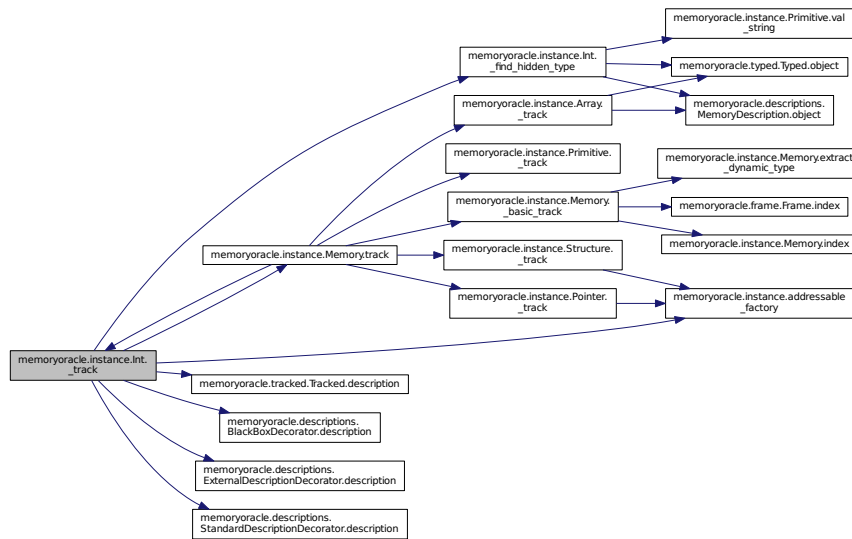 memoryoracle.instance.Primitive.val
_string
memoryoracle.instance.Int.
_find_hidden_type
memoryoracle.typed.Typed.object
memoryoracle.instance.Array.
_track
memoryoracle.descriptions.
MemoryDescription.object
memoryoracle.instance.Primitive.
_track
memoryoracle.instance.Memory.extract
_dynamic_type
memoryoracle.instance.Memory.
_basic_track
memoryoracle.frame.Frame.index
memoryoracle.instance.Memory.index
memoryoracle.instance.Memory.track
memoryoracle.instance.Structure.
_track
memoryoracle.instance.Pointer.
_track
memoryoracle.instance.addressable
_factory
memoryoracle.instance.Int.
_track
memoryoracle.tracked.Tracked.description
memoryoracle.descriptions.
BlackBoxDecorator.description
memoryoracle.descriptions.
ExternalDescriptionDecorator.description
memoryoracle.descriptions.
StandardDescriptionDecorator.description